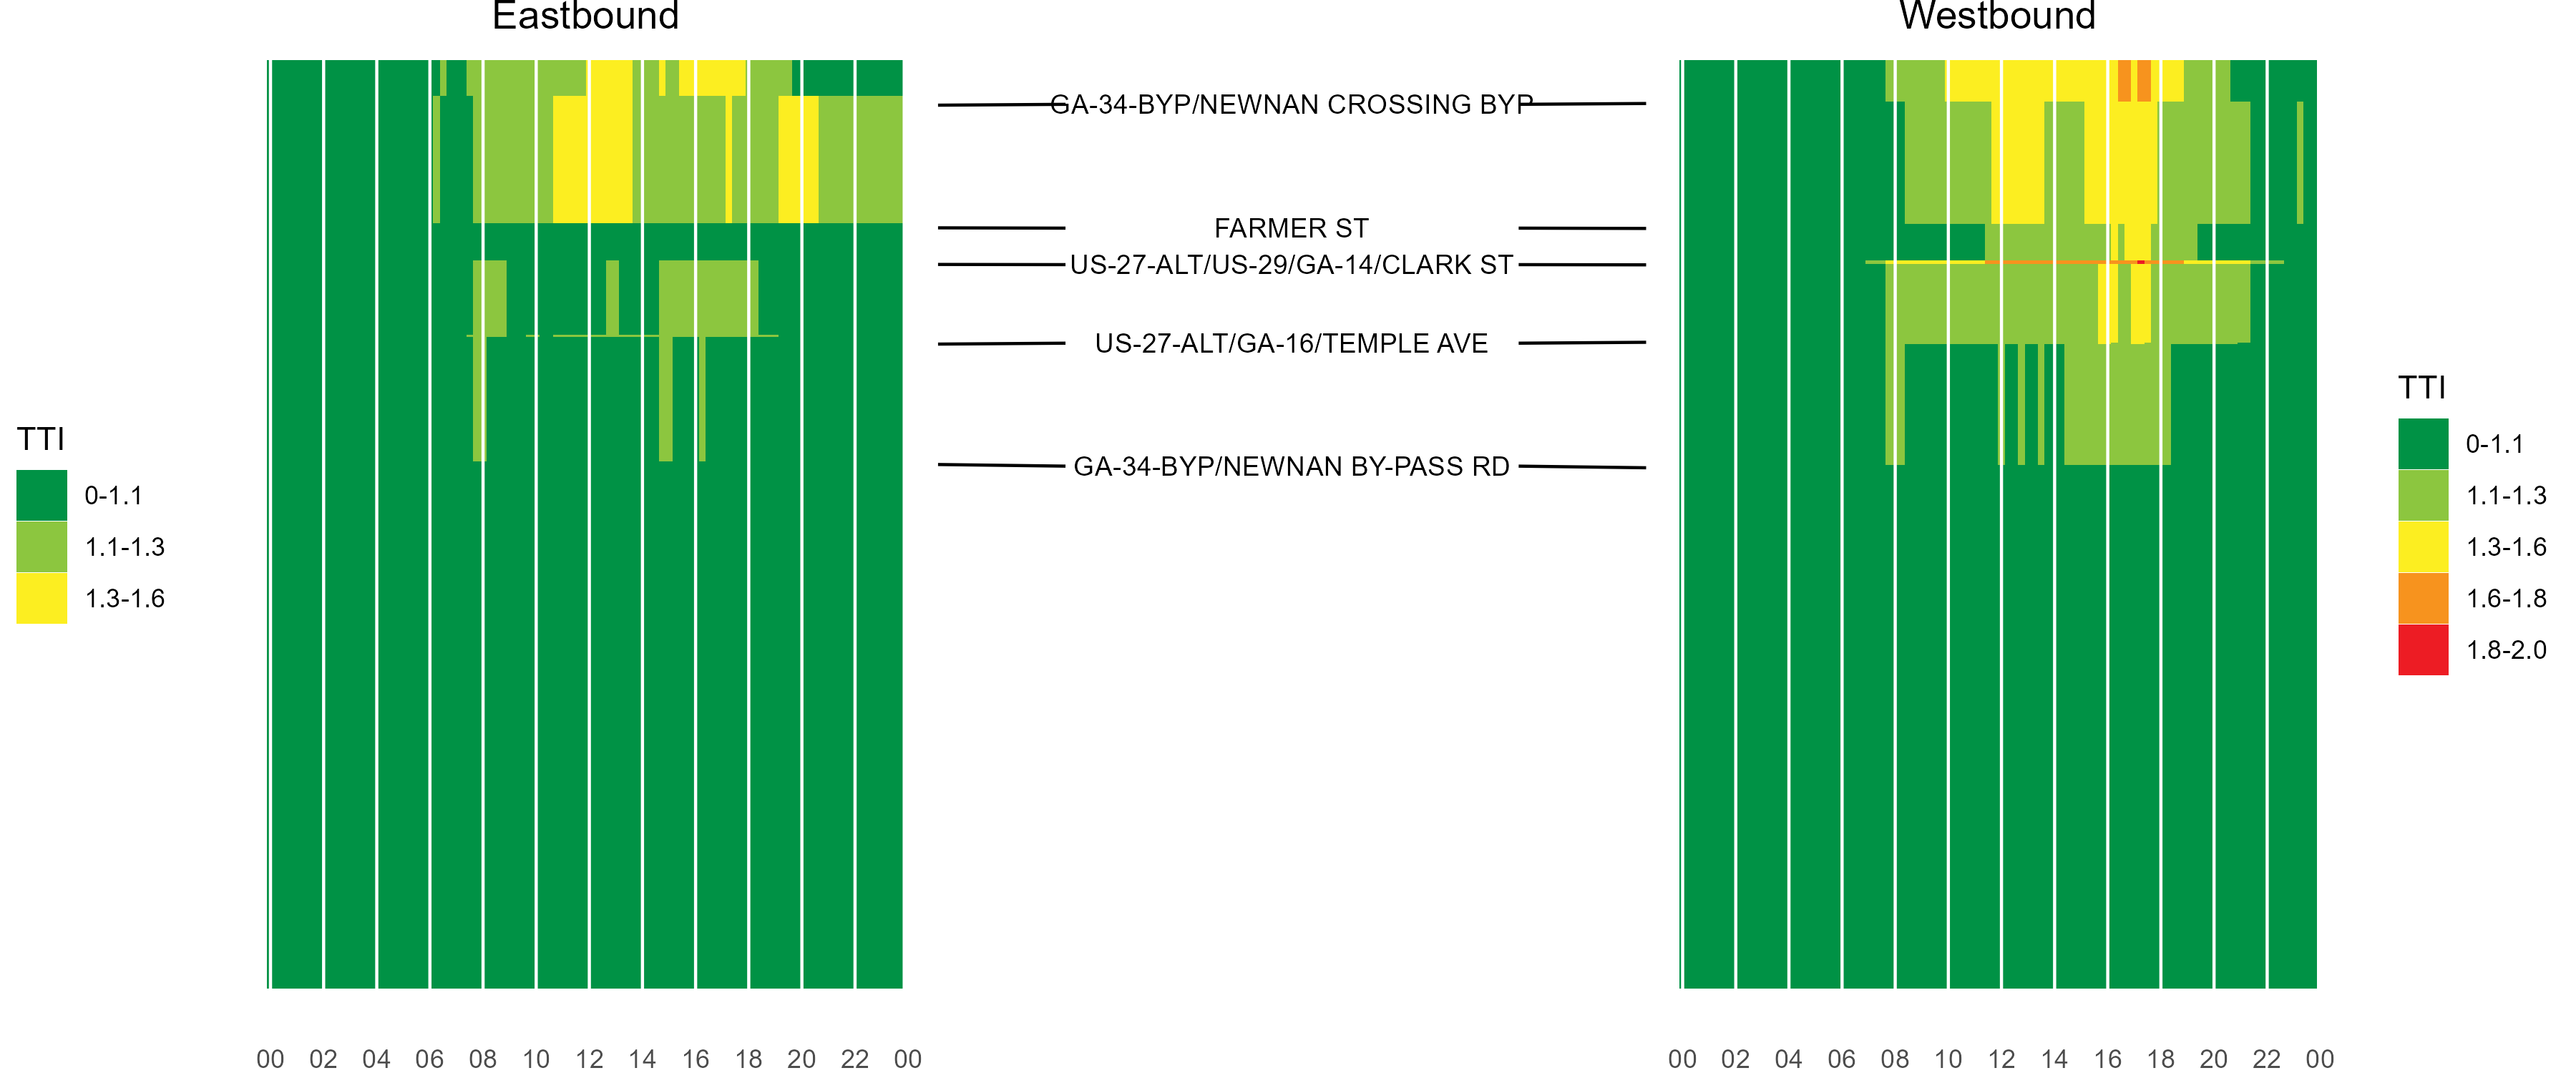 Eastbound
Westbound
GA-34-BYP/NEWNAN CROSSING BYP
FARMER ST
US-27-ALT/US-29/GA-14/CLARK ST
US-27-ALT/GA-16/TEMPLE AVE
GA-34-BYP/NEWNAN BY-PASS RD
TTI
0-1.1
1.1-1.3
1.3-1.6
TTI
0-1.1
1.1-1.3
1.3-1.6
1.6-1.8
1.8-2.0
00 02 04 06 08 10 12 14 16 18 20 22 00
00 02 04 06 08 10 12 14 16 18 20 22 00